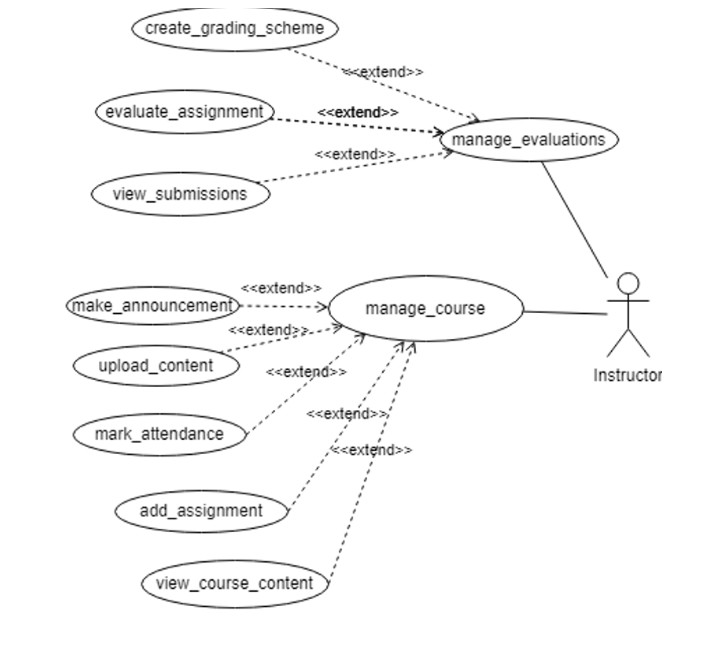 create_grading_scheme
<<extend>>
evaluate_assignment
<<extend>>
manage_evaluations
<<extend>>
view_submissions
<<extend>>
make_announcement
manage_course
<<extend>>
upload_content
<<extend>>
Instructor
<<extend>>
mark_attendance
<<extend>>
add_assignment
view_course_content